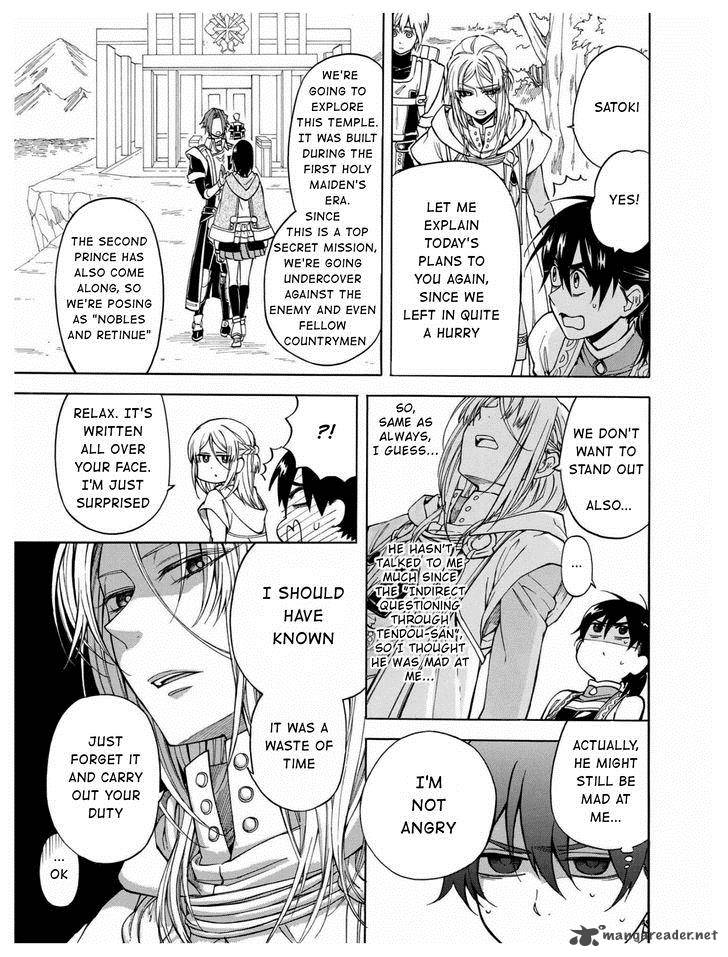 SATOKI
YES!
LET ME
EXPLAIN
TODAY'S
PLANS TO
YOU AGAIN,
SINCE WE
LEFT IN QUITE
A HURRY
WE'RE
GOING TO
EXPLORE
THIS TEMPLE.
IT WAS BUILT
DURING THE
FIRST HOLY
MAIDEN'S
ERA.
SINCE
THIS IS A TOP
SECRET MISSION,
WE'RE GOING
UNDERCOVER
AGAINST THE
ENEMY AND EVEN
FELLOW
COUNTRYMEN
THE SECOND
PRINCE HAS
ALSO COME
ALONG, SO
WE'RE POSING
AS "NOBLES
AND RETINUE"
WE DON'T
WANT TO
STAND OUT
ALSO...
SO,
SAME AS
ALWAYS,
I GUESS...
...
HE HASN'T
TALKED TO ME
MUCH SINCE
THE "INDIRECT
QUESTIONING
THROUGH
TENDOU-SAN",
SO I THOUGHT
HE WAS MAD AT
ME...
?!
RELAX. IT'S
WRITTEN
ALL OVER
YOUR FACE.
I'M JUST
SURPRISED
ACTUALLY,
HE MIGHT
STILL BE
MAD AT
ME...
I'M
NOT
ANGRY
I SHOULD
HAVE
KNOWN
IT WAS A
WASTE OF
TIME
JUST
FORGET IT
AND CARRY
OUT YOUR
DUTY
...
OK
mangareader.net